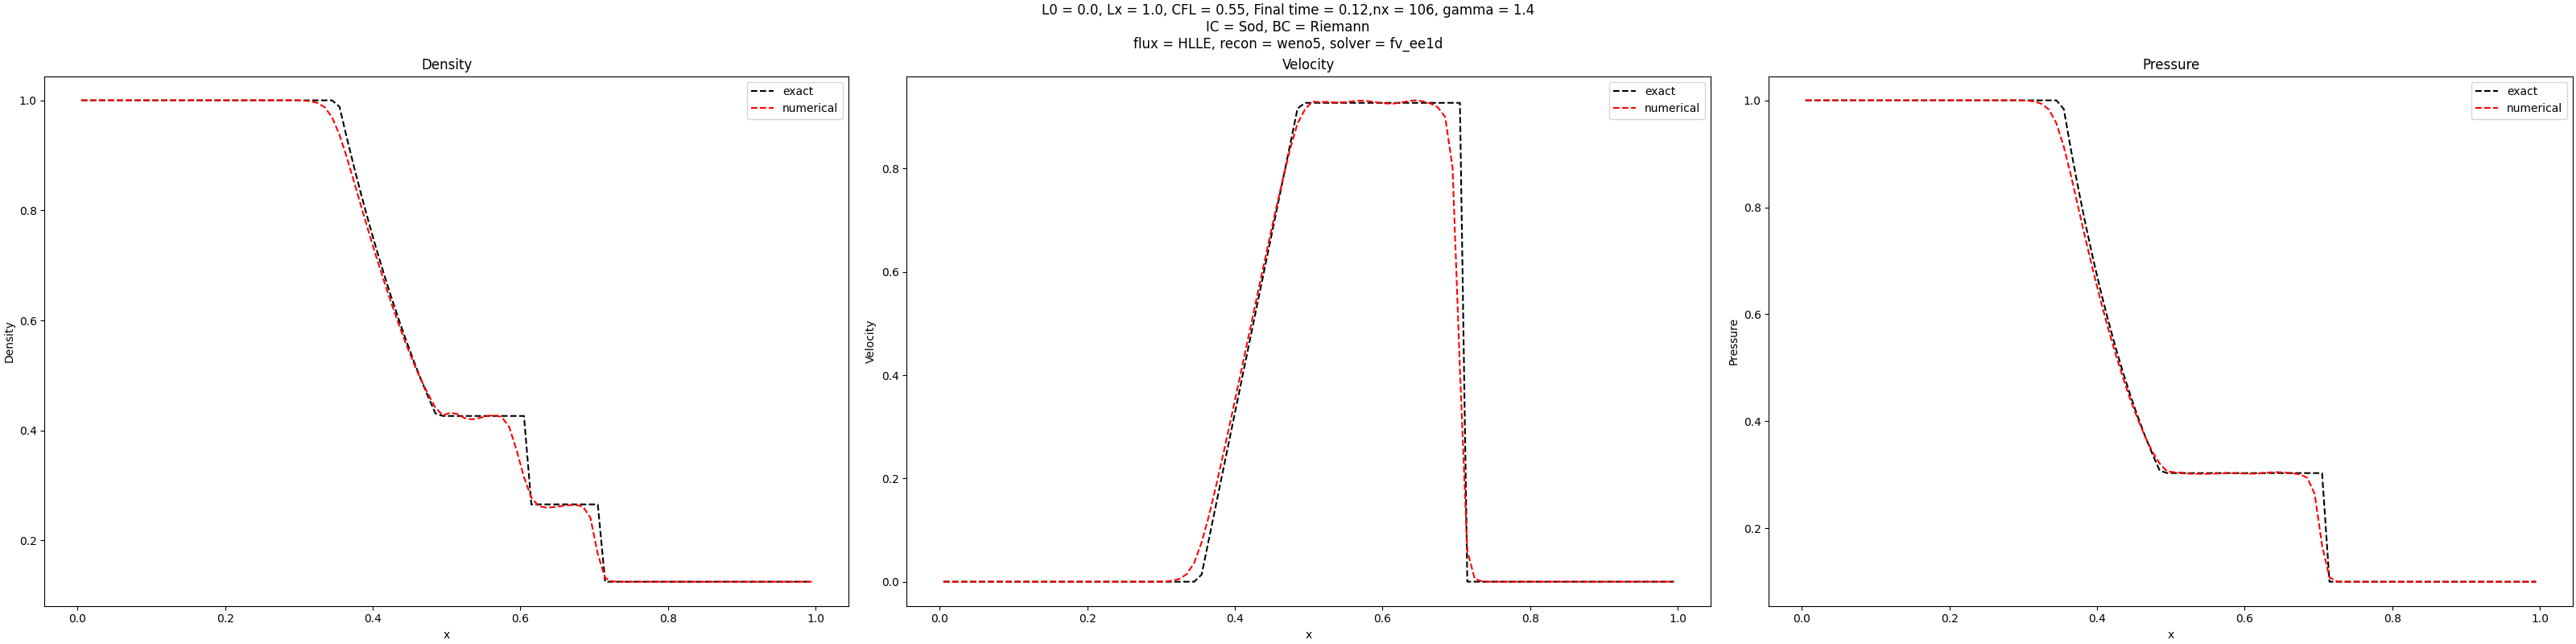 L0 = 0.0, Lx = 1.0, CFL = 0.55, Final time = 0.12,nx = 106, gamma = 1.4
IC = Sod, BC = Riemann
flux = HLLE, recon = weno5, solver = fv_ee1d
Density
exact
numerical
1.0
0.8
0.6
0.4
0.2
Density
0.0
0.2
0.4
0.6
0.8
1.0
x
Velocity
exact
numerical
0.8
0.6
0.4
0.2
0.0
Velocity
0.0
0.2
0.4
0.6
0.8
1.0
x
Pressure
exact
numerical
1.0
0.8
0.6
0.4
0.2
Pressure
0.0
0.2
0.4
0.6
0.8
1.0
x